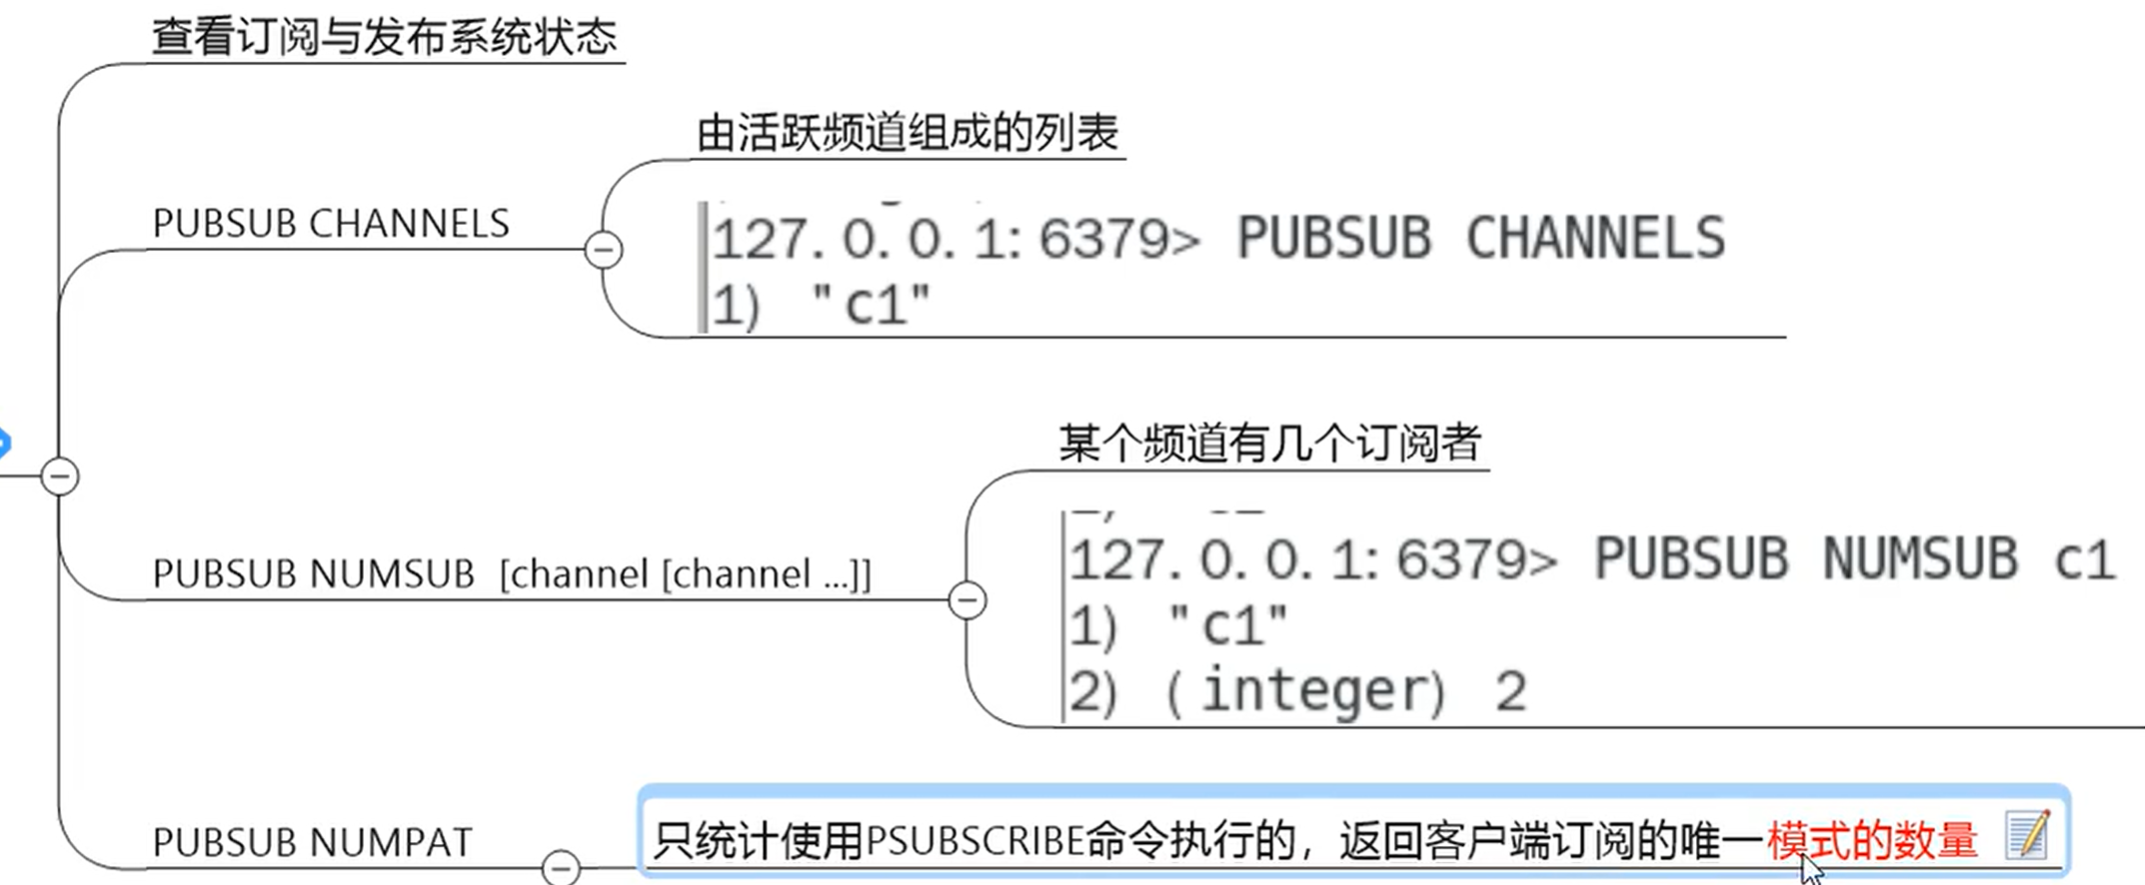 查看订阅与发布系统状态
由活跃频道组成的列表
PUBSUB CHANNELS
127.0.0.1:6379> PUBSUB CHANNELS
1) "c1"
某个频道有几个订阅者
PUBSUB NUMSUB [channel [channel ...]]
127.0.0.1:6379> PUBSUB NUMSUB c1
1) "c1"
2) (integer) 2
PUBSUB NUMPAT
只统计使用PSUBSCRIBE命令执行的，返回客户端订阅的唯一模式的数量